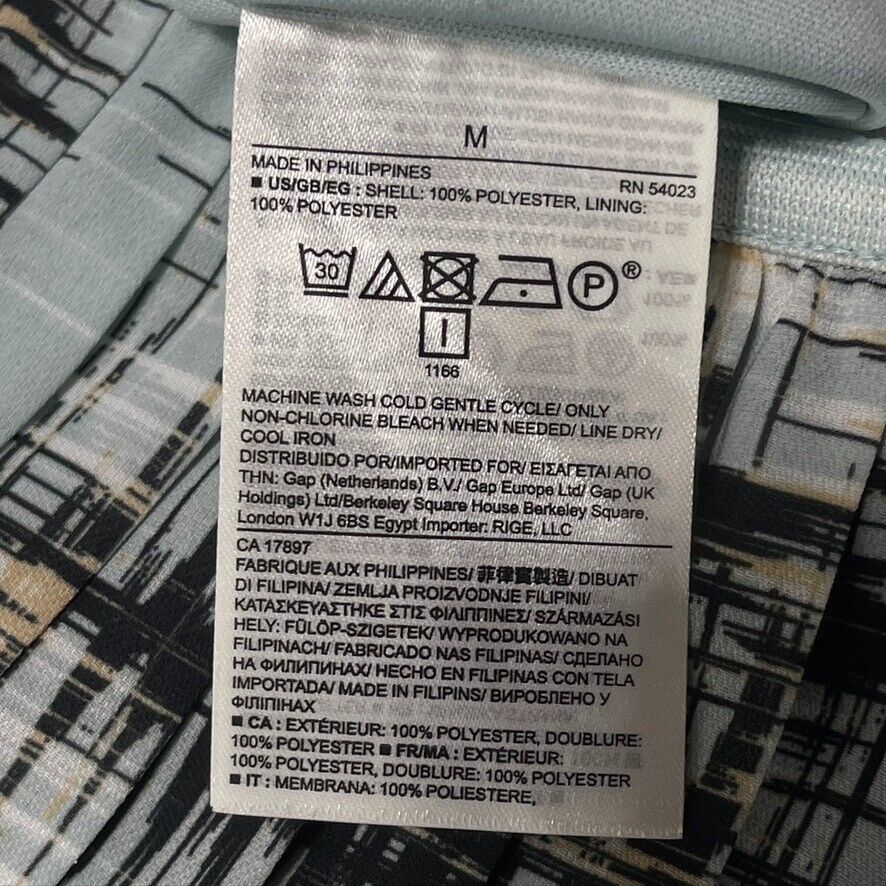 M
MADE IN PHILIPPINES RN 54023
■ US/GB/EG : SHELL: 100% POLYESTER, LINING:
100% POLYESTER
30 P ®
I
1166
MACHINE WASH COLD GENTLE CYCLE/ ONLY
NON-CHLORINE BLEACH WHEN NEEDED/ LINE DRY/
COOL IRON
DISTRIBUIDO POR/IMPORTED FOR/ ΕΙΣΑΓΕΤΑΙ ΑΠΟ
ΤΗΝ: Gap (Netherlands) B.V./ Gap Europe Ltd/ Gap (UK
Holdings) Ltd/Berkeley Square House Berkeley Square,
London W1J 6BS Egypt Importer: RIGE, LLC
CA 17897
FABRIQUE AUX PHILIPPINES/ 菲律賓製造/ DIBUAT
DI FILIPINA/ ZEMLJA PROIZVODNJE FILIPINI/
ΚΑΤΑΣΚΕΥΑΣΤΗΚΕ ΣΤΙΣ ΦΙΛΙΠΠΙΝΕΣ/ SZÁRMAZÁSI
HELY: FÜLÖP-SZIGETEK/ WYPRODUKOWANO NA
FILIPINACH/ FABRICADO NAS FILIPINAS/ СДЕЛАНО
НА ФИЛИПИНАХ/ HECHO EN FILIPINAS CON TELA
IMPORTADA/ MADE IN FILIPINS/ ВИРОБЛЕНО У
ФІЛІПІНАХ
■ CA : EXTÉRIEUR: 100% POLYESTER, DOUBLURE:
100% POLYESTER ■ FR/MA : EXTÉRIEUR:
100% POLYESTER, DOUBLURE: 100% POLYESTER
■ IT : MEMBRANA: 100% POLIESTERE,